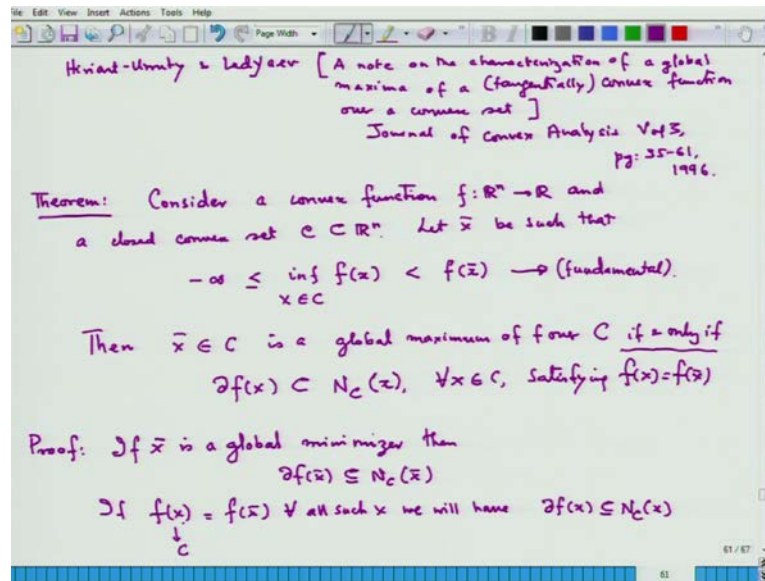 File Edit View Insert Actions Tools Help
Page Width
Hiriart-Urruty & Ledyaev [A note on the characterization of a global
maxima of a (tangentially) convex function
over a convex set]
Journal of Convex Analysis Vol 3,
pg: 35-61,
1996.
Theorem: Consider a convex function f: ℝⁿ → ℝ and
a closed convex set C ⊂ ℝⁿ. Let x̄ be such that
-∞ ≤ inf f(x) < f(x̄) → (fundamental).
x ∈ C
Then x̄ ∈ C is a global maximum of f over C if & only if
∂f(x) ⊂ N_C(x), ∀x ∈ C, satisfying f(x) = f(x̄)
Proof: If x̄ is a global minimizer then
∂f(x̄) ⊆ N_C(x̄)
If f(x) = f(x̄) ∀ all such x we will have ∂f(x) ⊆ N_C(x)
↓
C
61 / 67
61